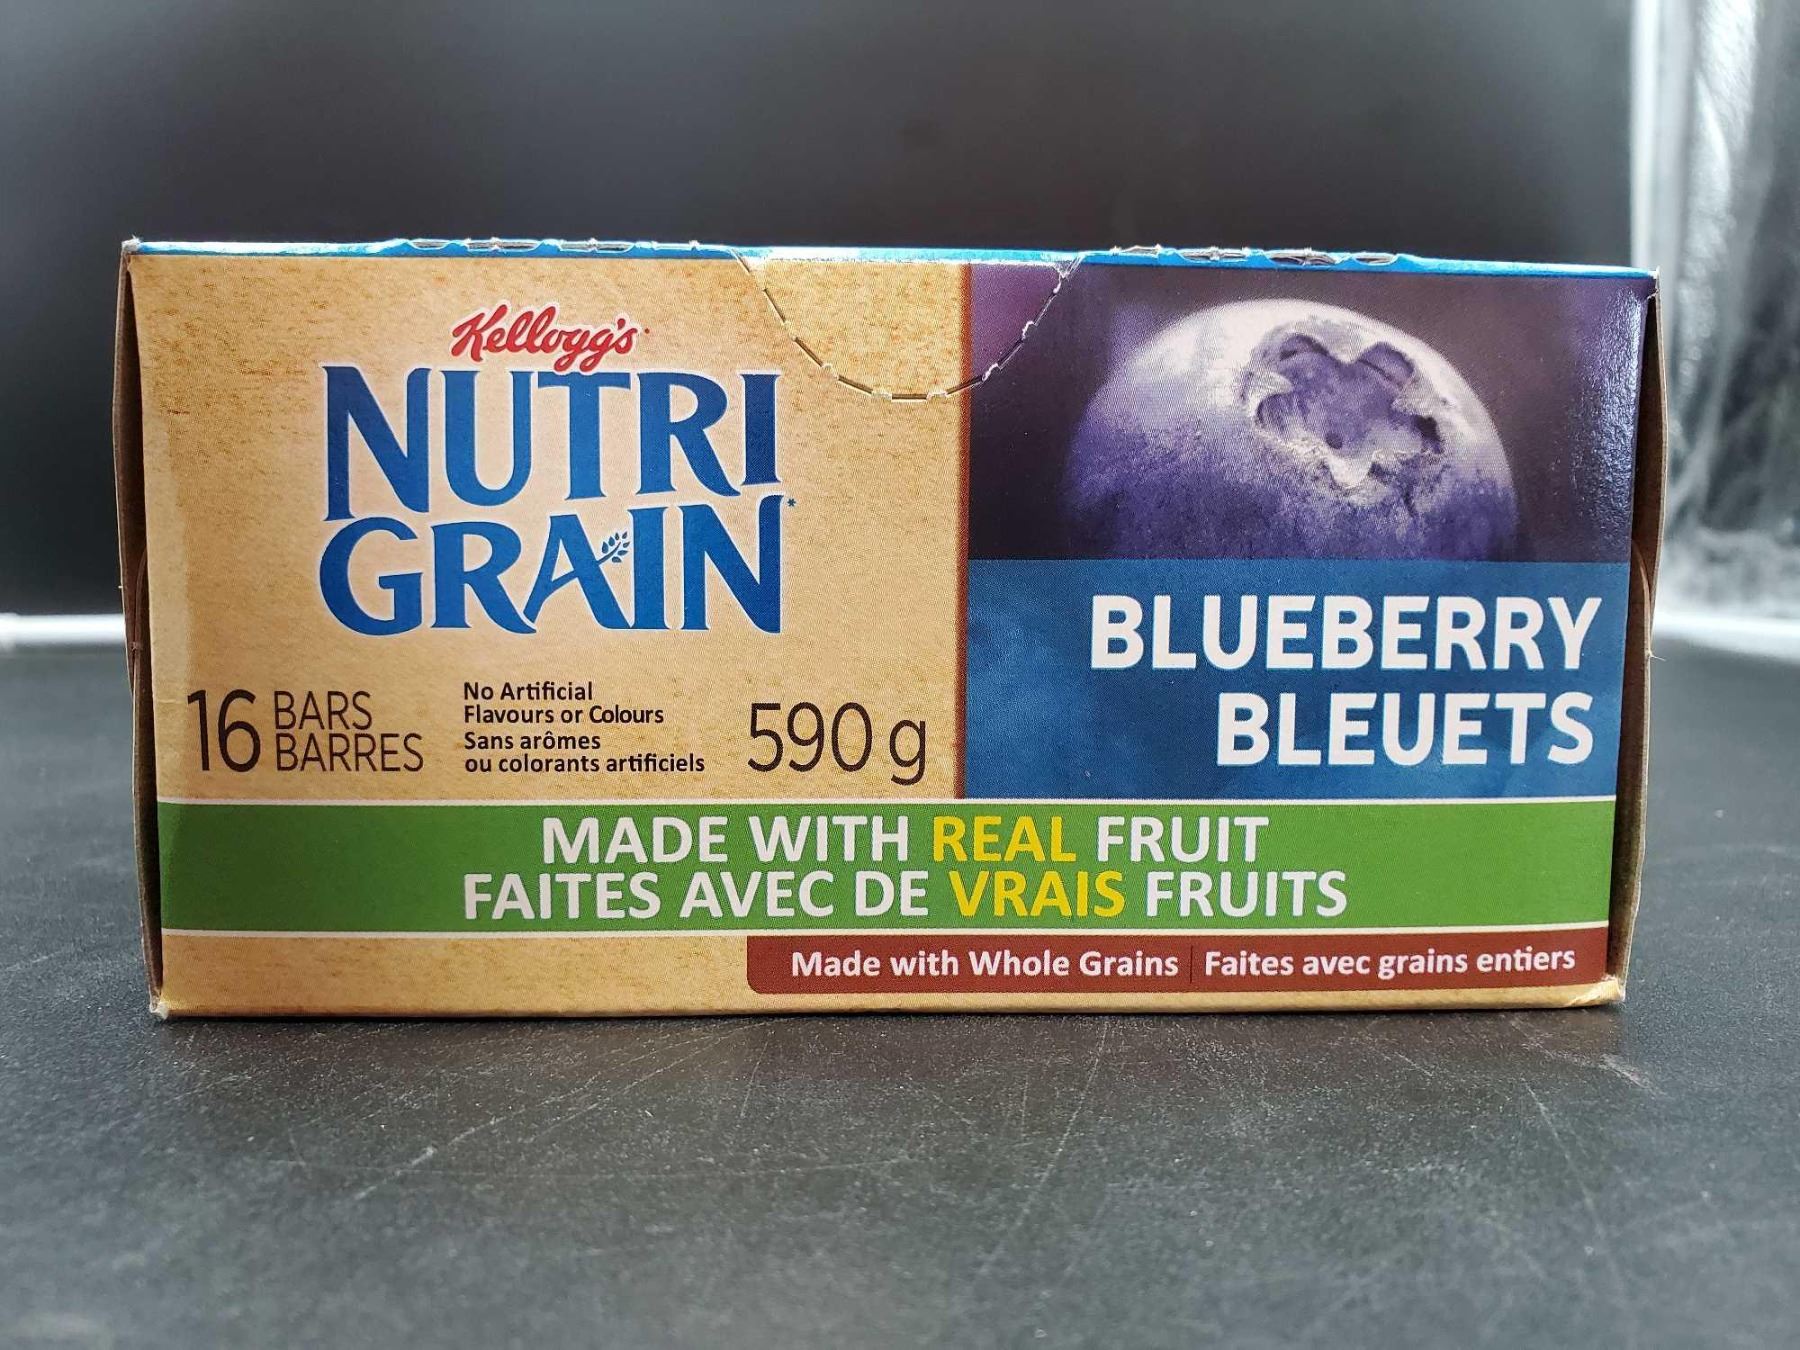 Kellogg's
NUTRI
GRAIN*
16 BARS
BARRES
No Artificial
Flavours or Colours
Sans arômes
ou colorants artificiels
590 g
BLUEBERRY
BLEUETS
MADE WITH REAL FRUIT
FAITES AVEC DE VRAIS FRUITS
Made with Whole Grains | Faites avec grains entiers